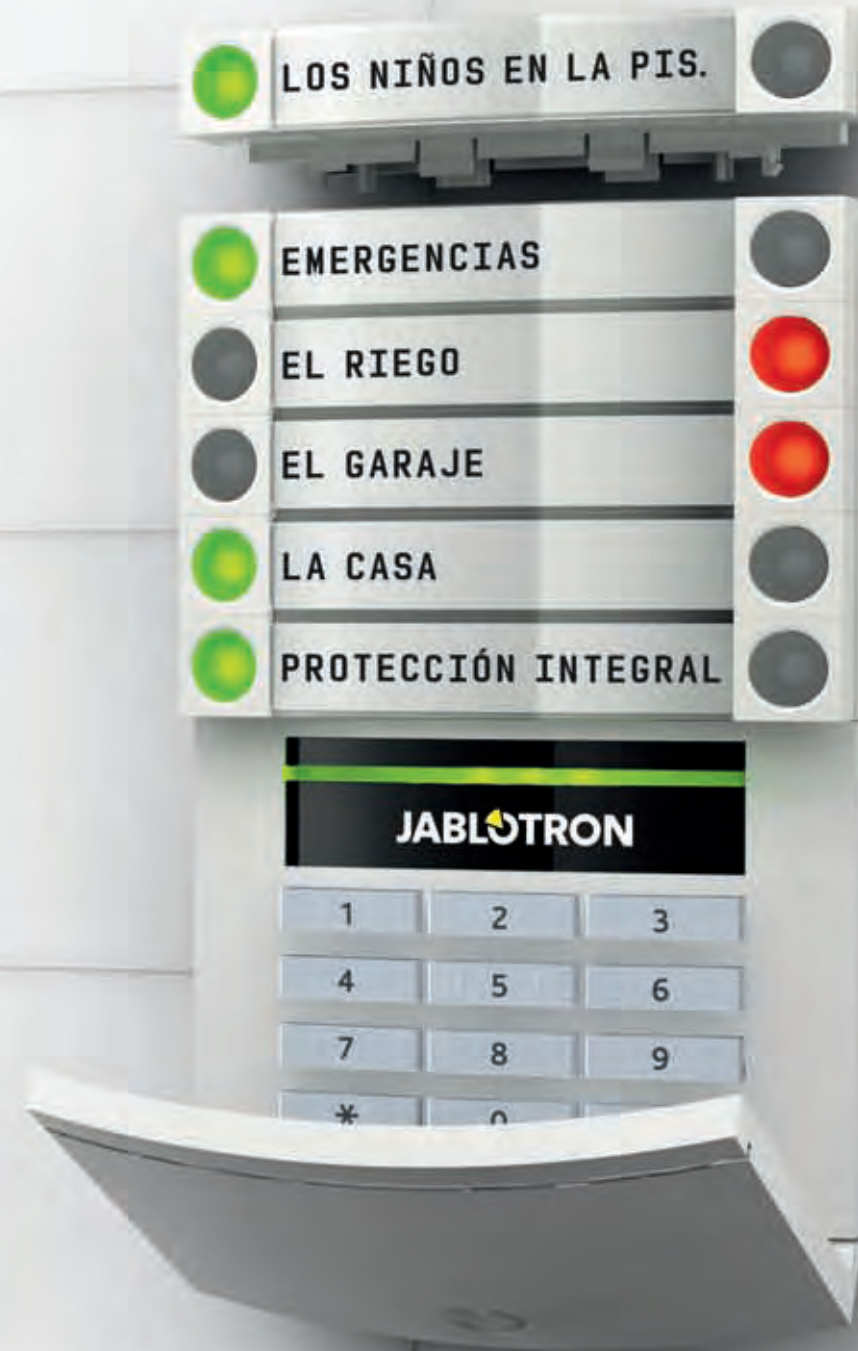 LOS NIÑOS EN LA PIS.
EMERGENCIAS
EL RIEGO
EL GARAJE
LA CASA
PROTECCIÓN INTEGRAL
JABLOTRON
1 2 3
4 5 6
7 8 9
* 0